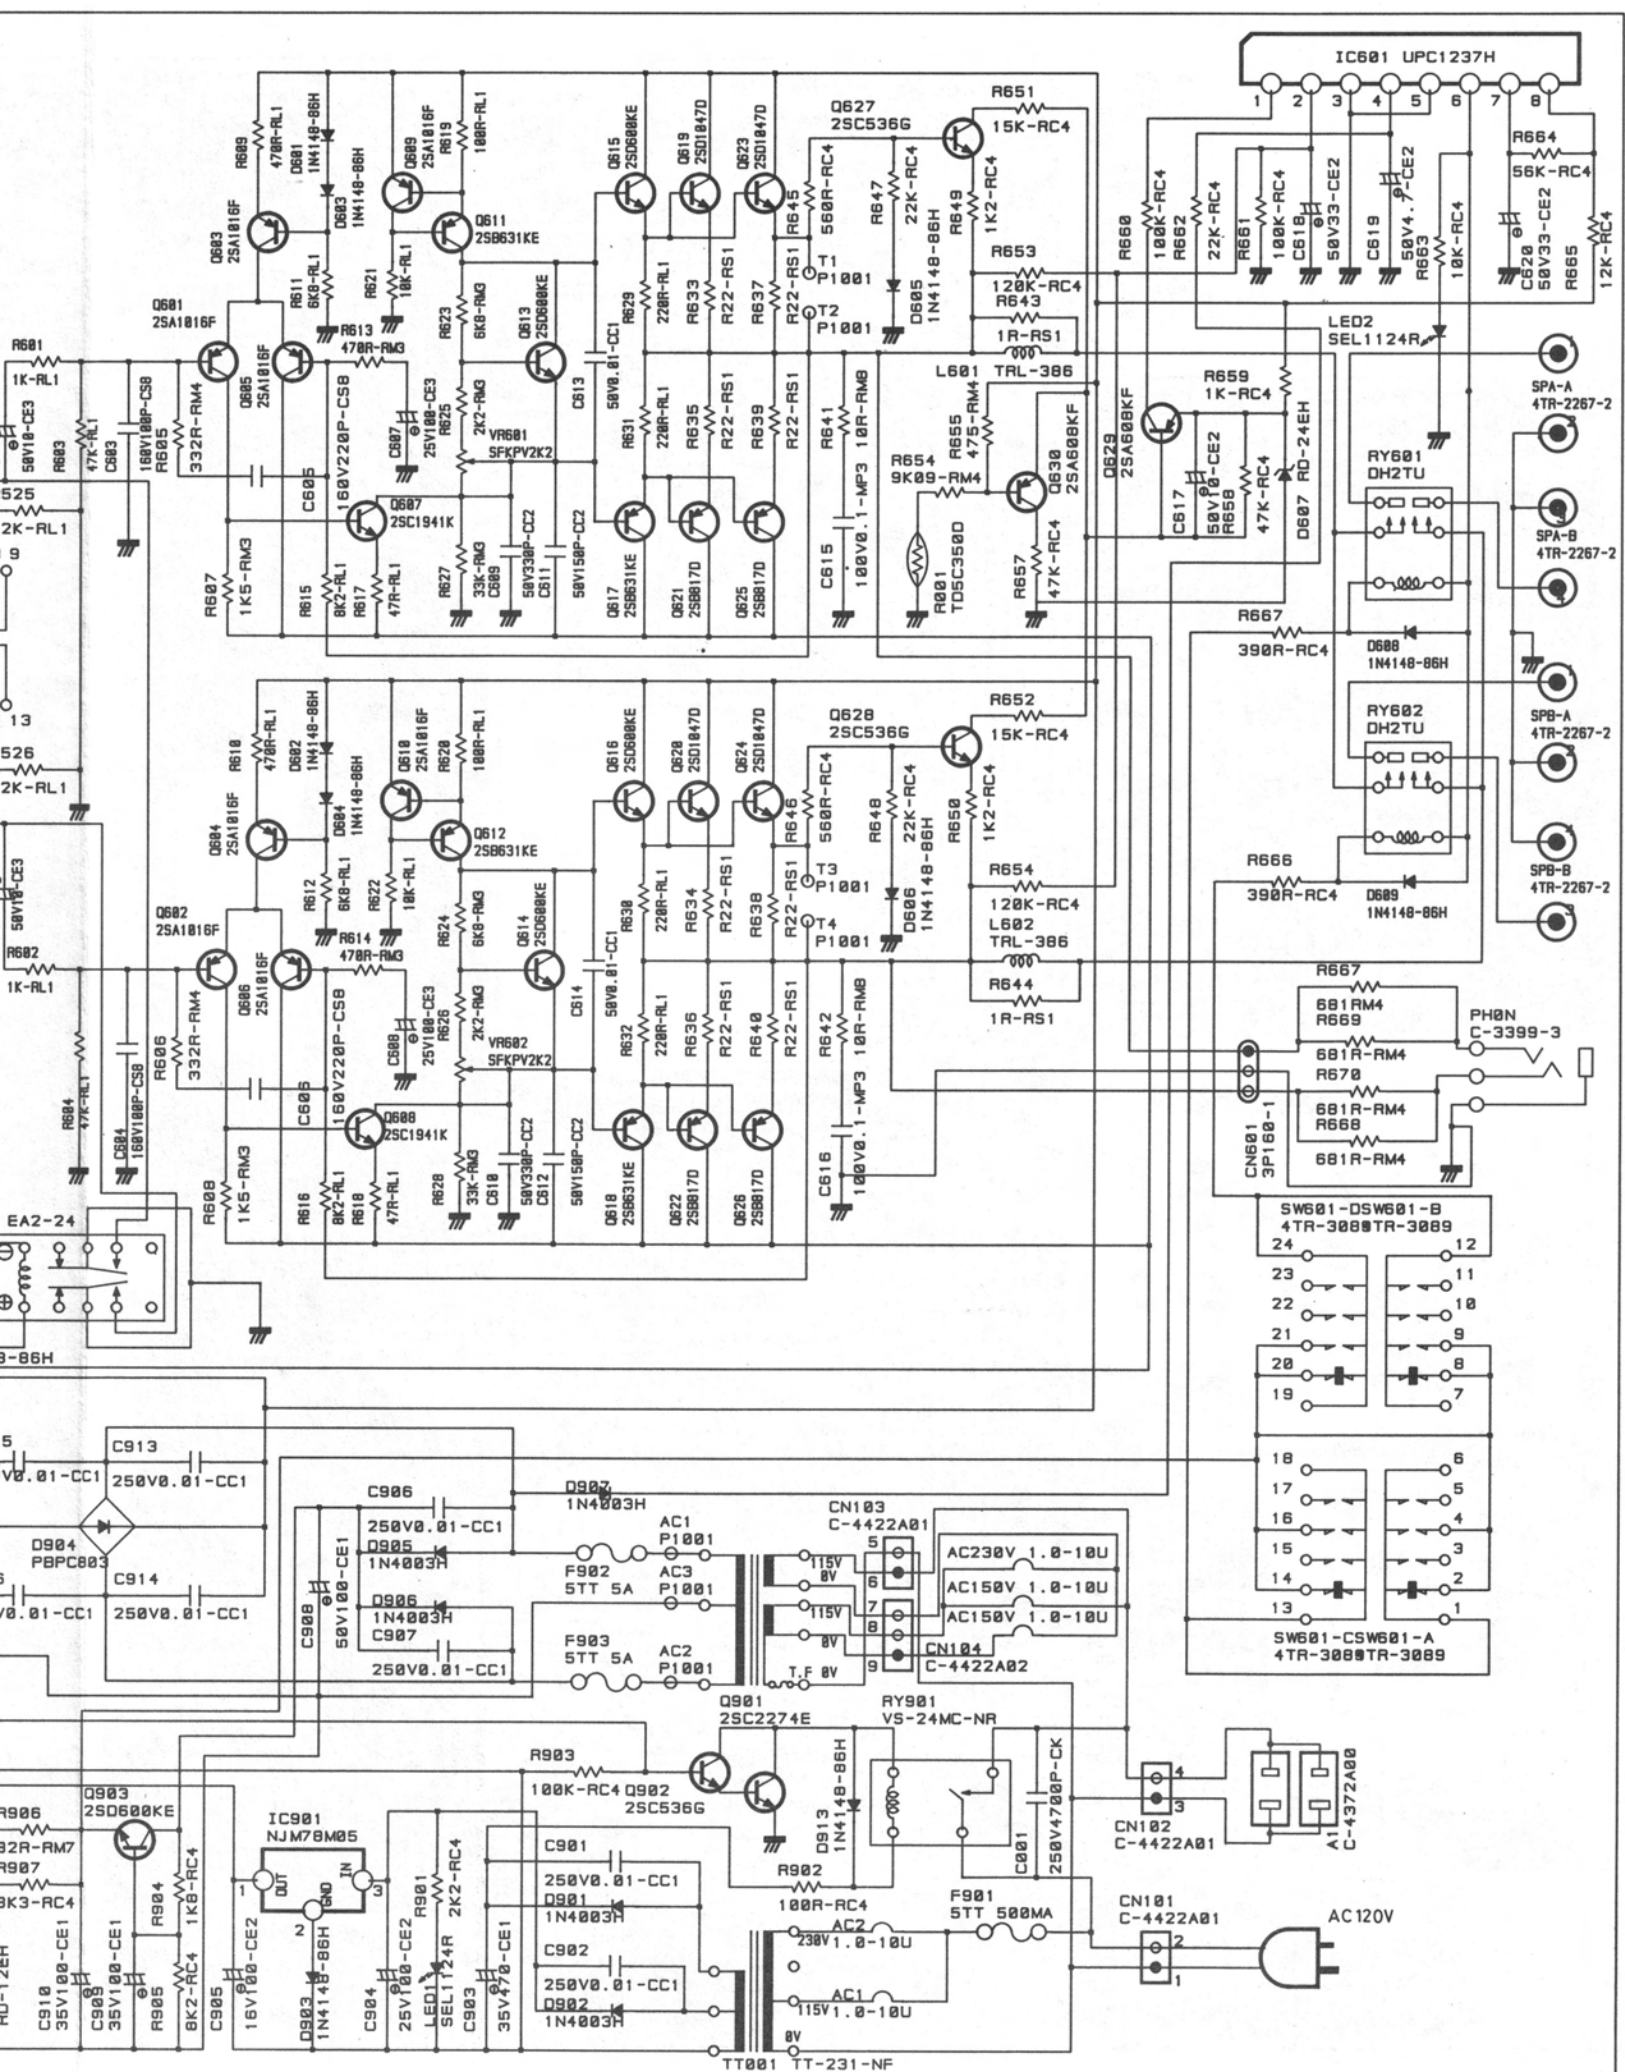 IC601 UPC1237H
1 2 3 4 5 6 7 8
R609
470R-RL1
D601
1N4148-86H
D603
1N4148-86H
Q609
2SA1016F
R619
100R-RL1
Q603
2SA1016F
Q611
2SB631KE
Q615
2SD600KE
Q619
2SD1047D
Q623
2SD1047D
Q627
2SC536G
R651
15K-RC4
R645
560R-RC4
R647
22K-RC4
R649
1K2-RC4
R611
6K8-RL1
R621
10K-RL1
R623
6K8-RM3
Q613
2SD600KE
C613
50V0.01-CC1
R629
220R-RL1
R633
R22-RS1
R637
R22-RS1
T1
P1001
T2
P1001
D605
1N4148-86H
R653
120K-RC4
R643
1R-RS1
L601 TRL-386
R660
100K-RC4
R662
22K-RC4
R661
100K-RC4
C618
50V33-CE2
C619
50V4.7-CE2
R663
10K-RC4
R664
56K-RC4
C620
50V33-CE2
R665
12K-RC4
LED2
SEL1124R
R601
1K-RL1
Q601
2SA1016F
Q605
2SA1016F
R613
470R-RM3
C607
25V100-CE3
R625
2K2-RM3
VR601
SFKPV2K2
50V10-CE3
R603
47K-RL1
C603
160V100P-CS8
R605
332R-RM4
C605
160V220P-CS8
Q607
2SC1941K
525
2K-RL1
9
R631
220R-RL1
R635
R22-RS1
R639
R22-RS1
R641
10R-RM8
R655
475-RM4
R654
9K09-RM4
Q630
2SA608KF
Q629
2SA608KF
R659
1K-RC4
C617
50V10-CE2
R658
47K-RC4
D607 RD-24EH
RY601
DH2TU
SPA-A
4TR-2267-2
SPA-B
4TR-2267-2
R607
1K5-RM3
R615
8K2-RL1
R617
47R-RL1
R627
33K-RM3
C609
50V330P-CC2
C611
50V150P-CC2
Q617
2SB631KE
Q621
2SB817D
Q625
2SB817D
C615
100V0.1-MP3
R001
TD5C350D
R657
47K-RC4
R667
390R-RC4
D608
1N4148-86H
13
526
2K-RL1
R610
470R-RL1
D602
1N4148-86H
D604
1N4148-86H
Q610
2SA1016F
R620
100R-RL1
Q604
2SA1016F
Q612
2SB631KE
Q616
2SD600KE
Q620
2SD1047D
Q624
2SD1047D
Q628
2SC536G
R652
15K-RC4
R646
560R-RC4
R648
22K-RC4
R650
1K2-RC4
RY602
DH2TU
SPB-A
4TR-2267-2
SPB-B
4TR-2267-2
50V10-CE3
R602
1K-RL1
Q602
2SA1016F
Q606
2SA1016F
R612
6K8-RL1
R622
10K-RL1
R614
470R-RM3
R624
6K8-RM3
Q614
2SD600KE
C614
50V0.01-CC1
R630
220R-RL1
R634
R22-RS1
R638
R22-RS1
T3
P1001
T4
P1001
D606
1N4148-86H
R654
120K-RC4
L602
TRL-386
R644
1R-RS1
R666
390R-RC4
D609
1N4148-86H
R604
47K-RL1
C604
160V100P-CS8
R606
332R-RM4
C606
160V220P-CS8
C608
25V100-CE3
R626
2K2-RM3
VR602
SFKPV2K2
Q608
2SC1941K
R632
220R-RL1
R636
R22-RS1
R640
R22-RS1
R642
10R-RM8
R667
681RM4
R669
681R-RM4
R670
681R-RM4
R668
681R-RM4
PHØN
C-3399-3
CN601
3P160-1
R608
1K5-RM3
R616
8K2-RL1
R618
47R-RL1
R628
33K-RM3
C610
50V330P-CC2
C612
50V150P-CC2
Q618
2SB631KE
Q622
2SB817D
Q626
2SB817D
C616
100V0.1-MP3
EA2-24
SW601-DSW601-B
24 12
23 11
22 10
21 9
20 8
19 7
18 6
17 5
16 4
15 3
14 2
13 1
SW601-CSW601-A
-86H
5
V0.01-CC1
C913
250V0.01-CC1
D904
PBPC803
6
V0.01-CC1
C914
250V0.01-CC1
C908
50V100-CE1
C906
250V0.01-CC1
D905
1N4003H
D906
1N4003H
C907
250V0.01-CC1
D907
1N4003H
F902
5TT 5A
F903
5TT 5A
AC1
P1001
AC3
P1001
AC2
P1001
115V
0V
115V
0V
T.F 0V
CN103
C-4422A01
5
6
7
8
9
CN104
C-4422A02
AC230V 1.0-10U
AC150V 1.0-10U
AC150V 1.0-10U
Q901
2SC2274E
RY901
VS-24MC-NR
R903
100K-RC4
Q902
2SC536G
D913
1N4148-86H
C001
250V4700P-CK
4
3
CN102
C-4422A01
A1
C-4372A00
R906
82R-RM7
R907
8K3-RC4
RD-12EH
Q903
2SD600KE
IC901
NJM78M05
OUT
IN
GND
1 2 3
C910
35V100-CE1
C909
35V100-CE1
R904
1K8-RC4
R905
8K2-RC4
C905
16V100-CE2
D903
1N4148-86H
C904
25V100-CE2
R901
2K2-RC4
LED1
SEL1124R
C903
35V470-CE1
C901
250V0.01-CC1
D901
1N4003H
C902
250V0.01-CC1
D902
1N4003H
R902
100R-RC4
F901
5TT 500MA
AC2
230V 1.0-10U
AC1
115V 1.0-10U
0V
TT001 TT-231-NF
CN101
C-4422A01
2
1
AC120V